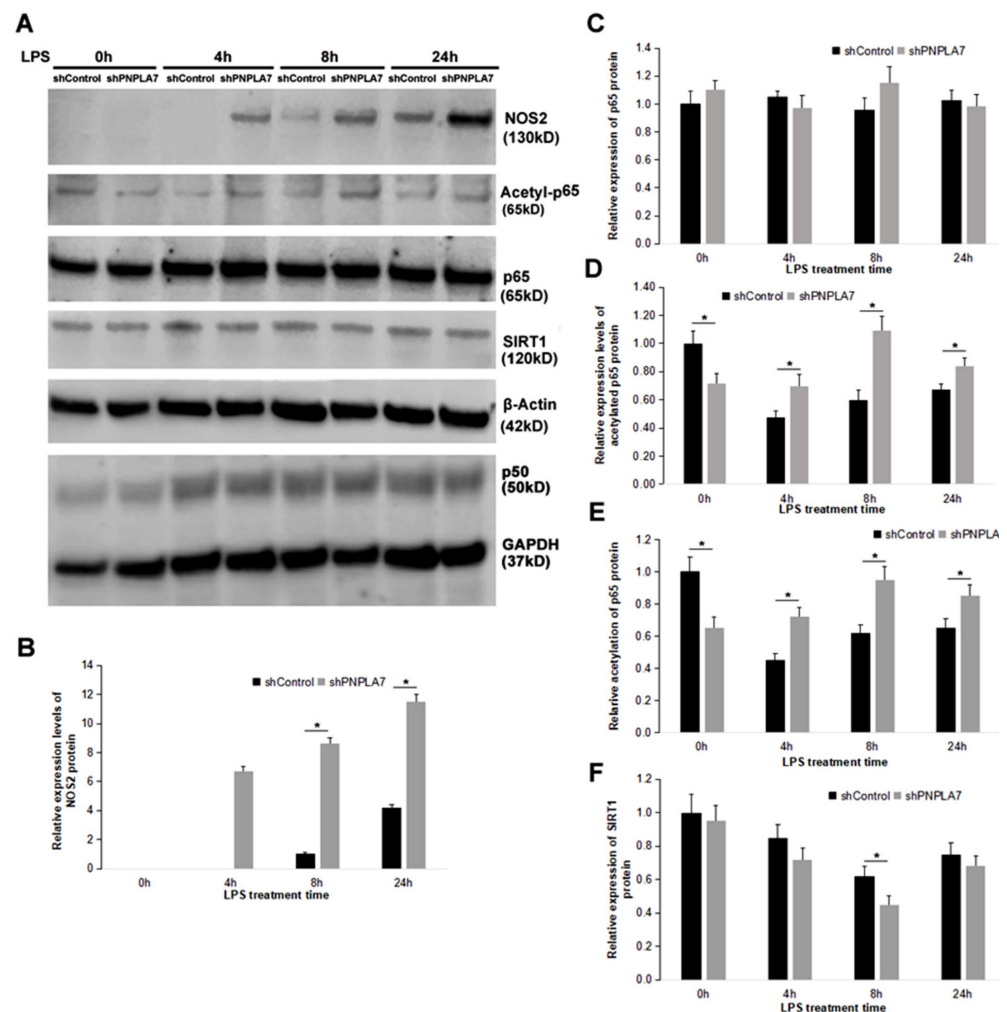 A
LPS 0h 4h 8h 24h
shControl shPNPLA7 shControl shPNPLA7 shControl shPNPLA7 shControl shPNPLA7
NOS2
(130kD)
Acetyl-p65
(65kD)
p65
(65kD)
SIRT1
(120kD)
β-Actin
(42kD)
p50
(50kD)
GAPDH
(37kD)
B
Relative expression levels of
NOS2 protein
14
12
10
8
6
4
2
0
shControl shPNPLA7
*
*
0h 4h 8h 24h
LPS treatment time
C
Relative expression of p65 protein
1.4
1.2
1.0
0.8
0.6
0.4
0.2
0.0
shControl shPNPLA7
0h 4h 8h 24h
LPS treatment time
D
Relative expression levels of
acetylated p65 protein
1.40
1.20
1.00
0.80
0.60
0.40
0.20
0.00
shControl shPNPLA7
*
*
*
*
0h 4h 8h 24h
LPS treatment time
E
Relarive acetylation of p65 protein
1.2
1.0
0.8
0.6
0.4
0.2
0.0
shControl shPNPLA
*
*
*
*
0h 4h 8h 24h
LPS treatment time
F
Relative expression of SIRT1
protein
1.2
1.0
0.8
0.6
0.4
0.2
0.0
shControl shPNPLA7
*
0h 4h 8h 24h
LPS treatment time